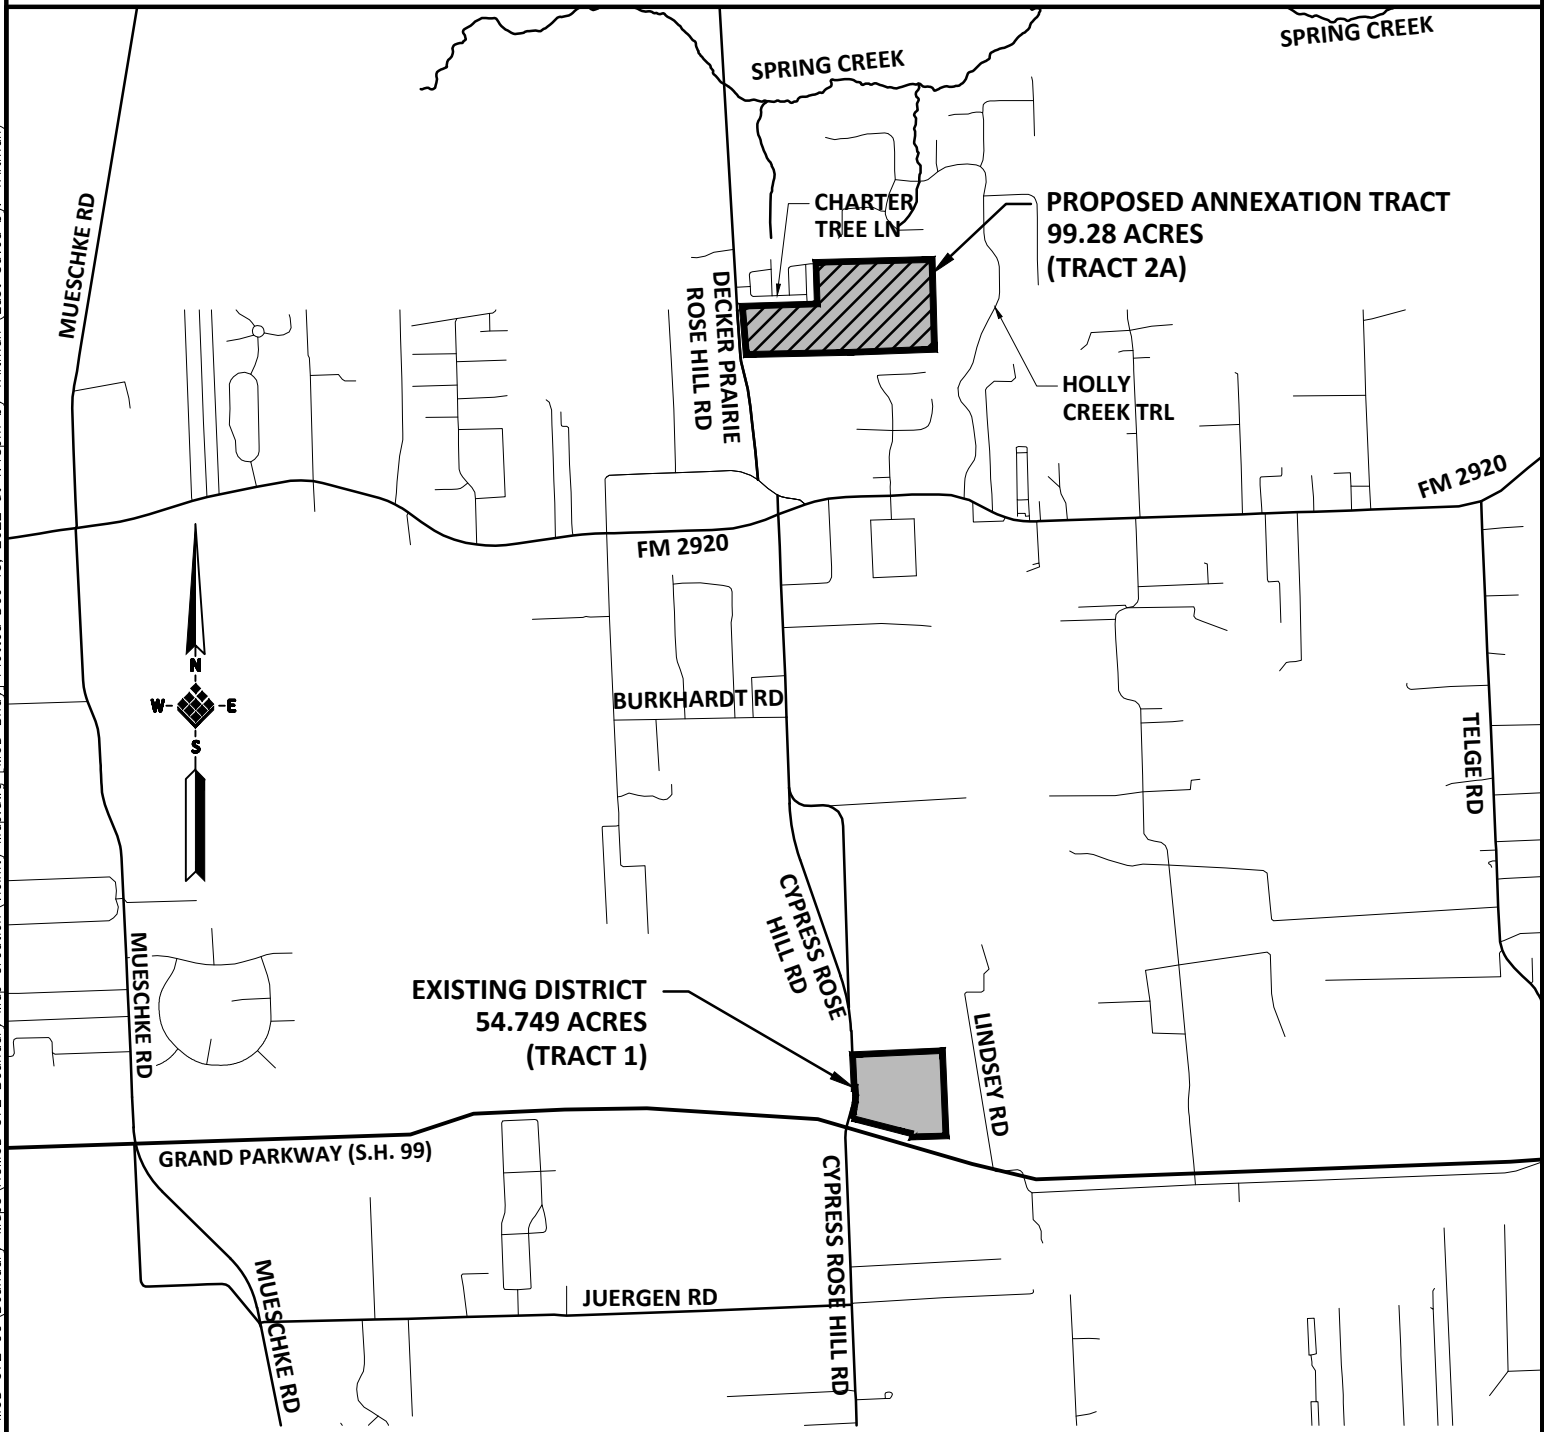 SPRING CREEK
SPRING CREEK
MUESCHKE RD
CHARTER
TREE LN
PROPOSED ANNEXATION TRACT
99.28 ACRES
(TRACT 2A)
DECKER PRAIRIE
ROSE HILL RD
HOLLY
CREEK TRL
FM 2920
FM 2920
N
W
E
S
BURKHARDT RD
TELGE RD
CYPRESS ROSE
HILL RD
MUESCHKE RD
EXISTING DISTRICT
54.749 ACRES
(TRACT 1)
LINDSEY RD
GRAND PARKWAY (S.H. 99)
CYPRESS ROSE HILL RD
MUESCHKE RD
JUERGEN RD